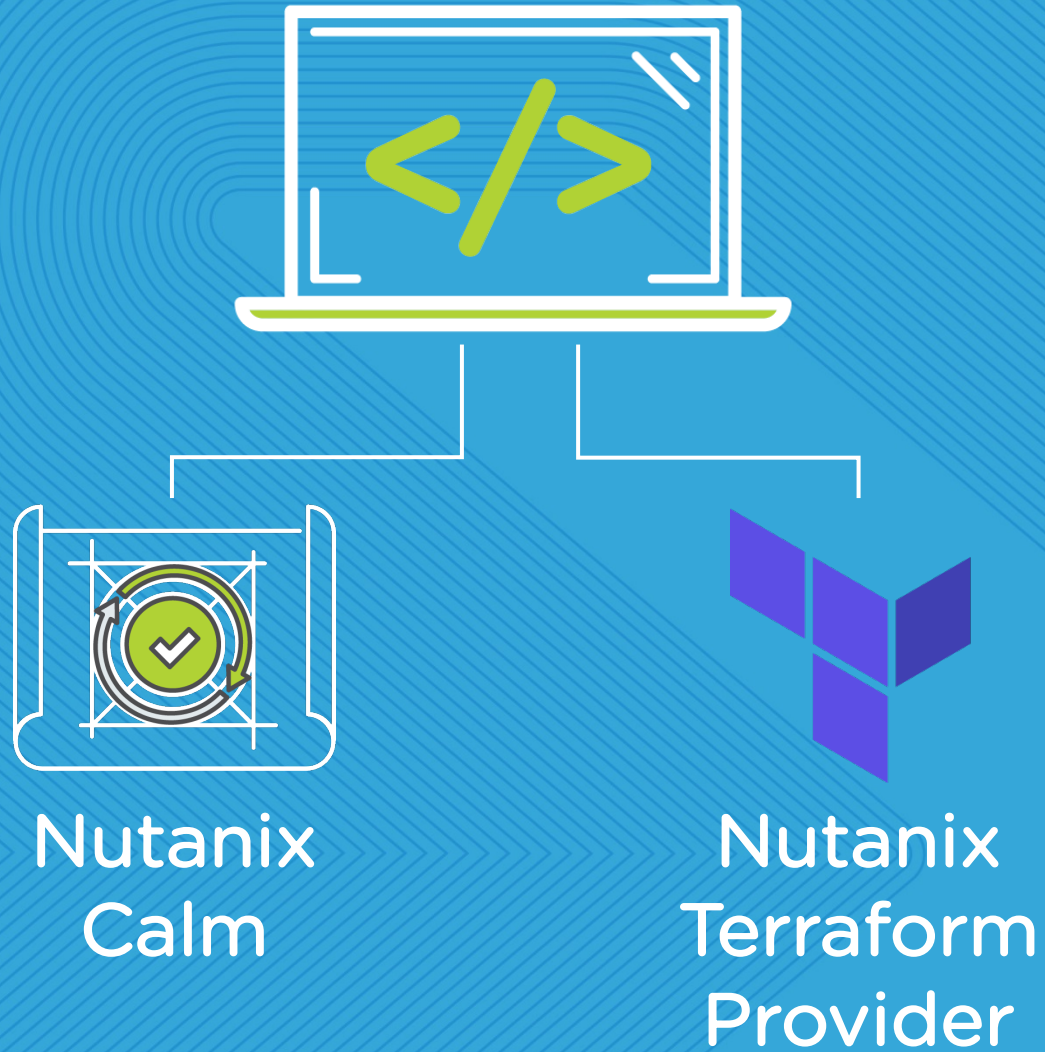 </>
Nutanix
Calm
Nutanix
Terraform
Provider